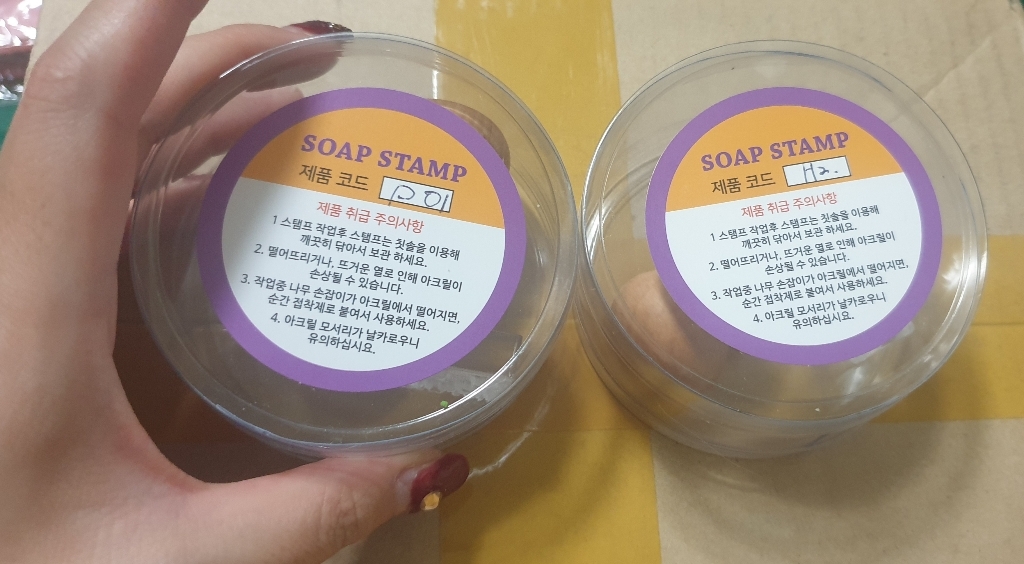 SOAP STAMP
제품 코드 P 01
제품 취급 주의사항
1 스탬프 작업후 스탬프는 칫솔을 이용해
깨끗히 닦아서 보관 하세요.
2. 떨어뜨리거나, 뜨거운 열로 인해 아크릴이
손상될 수 있습니다.
3. 작업중 나무 손잡이가 아크릴에서 떨어지면,
순간 접착제로 붙여서 사용하세요.
4. 아크릴 모서리가 날카로우니
유의하십시요.
SOAP STAMP
제품 코드 H2.
제품 취급 주의사항
1 스탬프 작업후 스탬프는 칫솔을 이용해
깨끗히 닦아서 보관 하세요.
2. 떨어뜨리거나, 뜨거운 열로 인해 아크릴이
손상될 수 있습니다.
3. 작업중 나무 손잡이가 아크릴에서 떨어지면,
순간 접착제로 붙여서 사용하세요.
4. 아크릴 모서리가 날카로우니
유의하십시요.